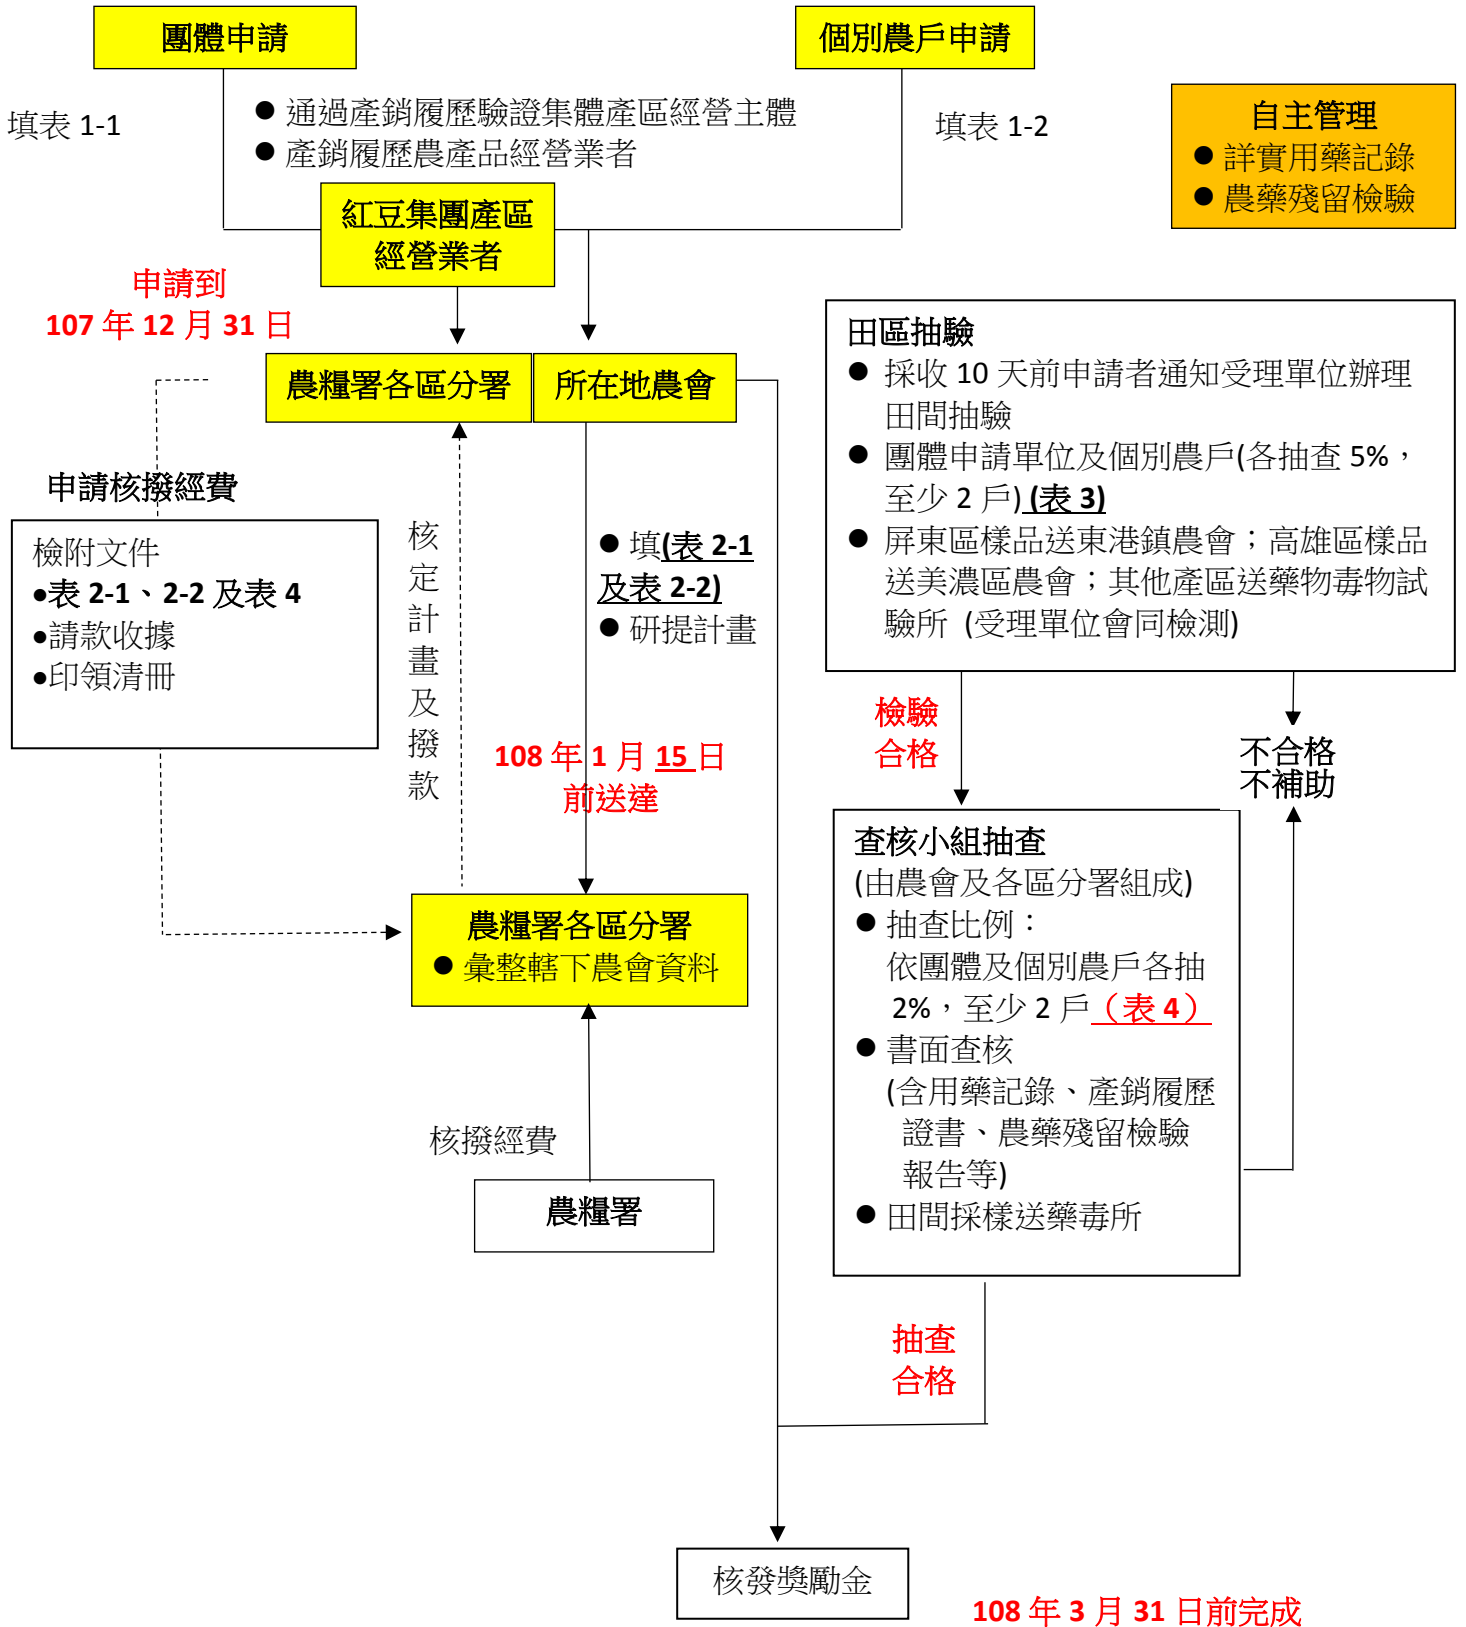 團體申請
個別農戶申請
填表 1-1
● 通過產銷履歷驗證集體產區經營主體
● 產銷履歷農產品經營業者
填表 1-2
自主管理
● 詳實用藥記錄
● 農藥殘留檢驗
紅豆集團產區
經營業者
申請到
107 年 12 月 31 日
農糧署各區分署
所在地農會
田區抽驗
● 採收 10 天前申請者通知受理單位辦理
田間抽驗
● 團體申請單位及個別農戶(各抽查 5%，
至少 2 戶) (表 3)
● 屏東區樣品送東港鎮農會；高雄區樣品
送美濃區農會；其他產區送藥物毒物試
驗所 (受理單位會同檢測)
申請核撥經費
檢附文件
●表 2-1、2-2 及表 4
●請款收據
●印領清冊
核
定
計
畫
及
撥
款
● 填(表 2-1
及表 2-2)
● 研提計畫
108 年 1 月 15 日
前送達
檢驗
合格
不合格
不補助
查核小組抽查
(由農會及各區分署組成)
● 抽查比例：
依團體及個別農戶各抽
2%，至少 2 戶（表 4）
● 書面查核
(含用藥記錄、產銷履歷
證書、農藥殘留檢驗
報告等)
● 田間採樣送藥毒所
農糧署各區分署
● 彙整轄下農會資料
核撥經費
農糧署
抽查
合格
核發獎勵金
108 年 3 月 31 日前完成